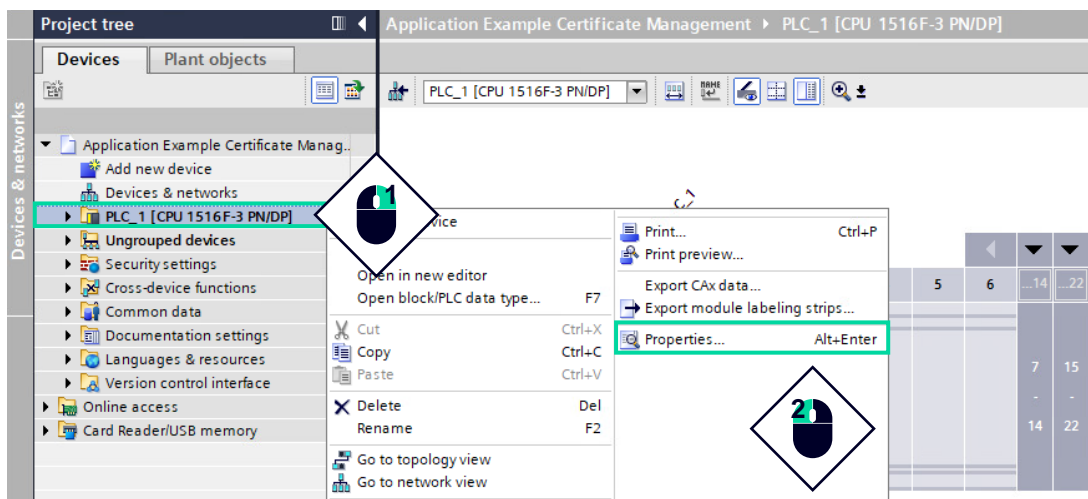 Project tree
Application Example Certificate Management ▸ PLC_1 [CPU 1516F-3 PN/DP]
Devices
Plant objects
Devices & networks
PLC_1 [CPU 1516F-3 PN/DP]
Application Example Certificate Manag..
Add new device
Devices & networks
PLC_1 [CPU 1516F-3 PN/DP]
Ungrouped devices
Security settings
Cross-device functions
Common data
Documentation settings
Languages & resources
Version control interface
Online access
Card Reader/USB memory
1
Open in new editor
Open block/PLC data type... F7
Cut Ctrl+X
Copy Ctrl+C
Paste Ctrl+V
Delete Del
Rename F2
Go to topology view
Go to network view
Print... Ctrl+P
Print preview...
Export CAx data...
Export module labeling strips...
Properties... Alt+Enter
2
5 6 ...14 ...22
7 15
- -
14 22